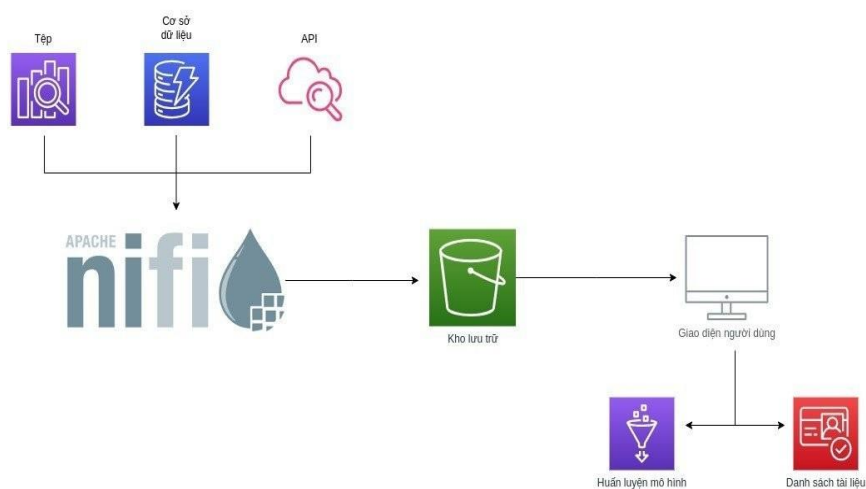 Tệp
Cơ sở
dữ liệu
API
APACHE
nifi
Kho lưu trữ
Giao diện người dùng
Huấn luyện mô hình
Danh sách tài liệu